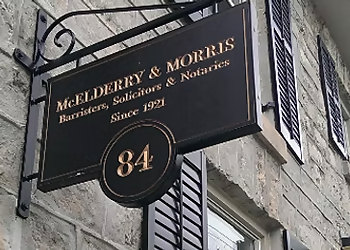 McELDERRY & MORRIS
Barristers, Solicitors & Notaries
Since 1921
84